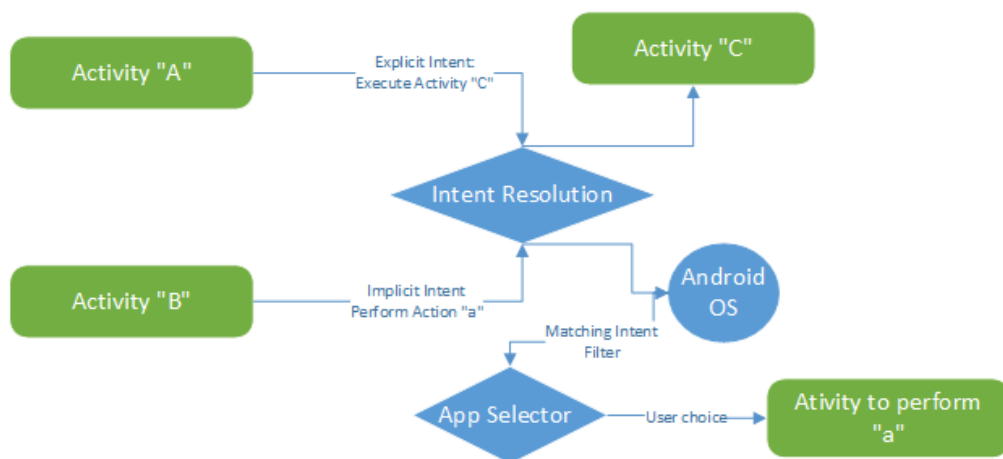 Activity "A"
Explicit Intent:
Execute Activity "C"
Activity "C"
Intent Resolution
Activity "B"
Implicit Intent
Perform Action "a"
Android
OS
Matching Intent
Filter
App Selector
User choice
Ativity to perform
"a"